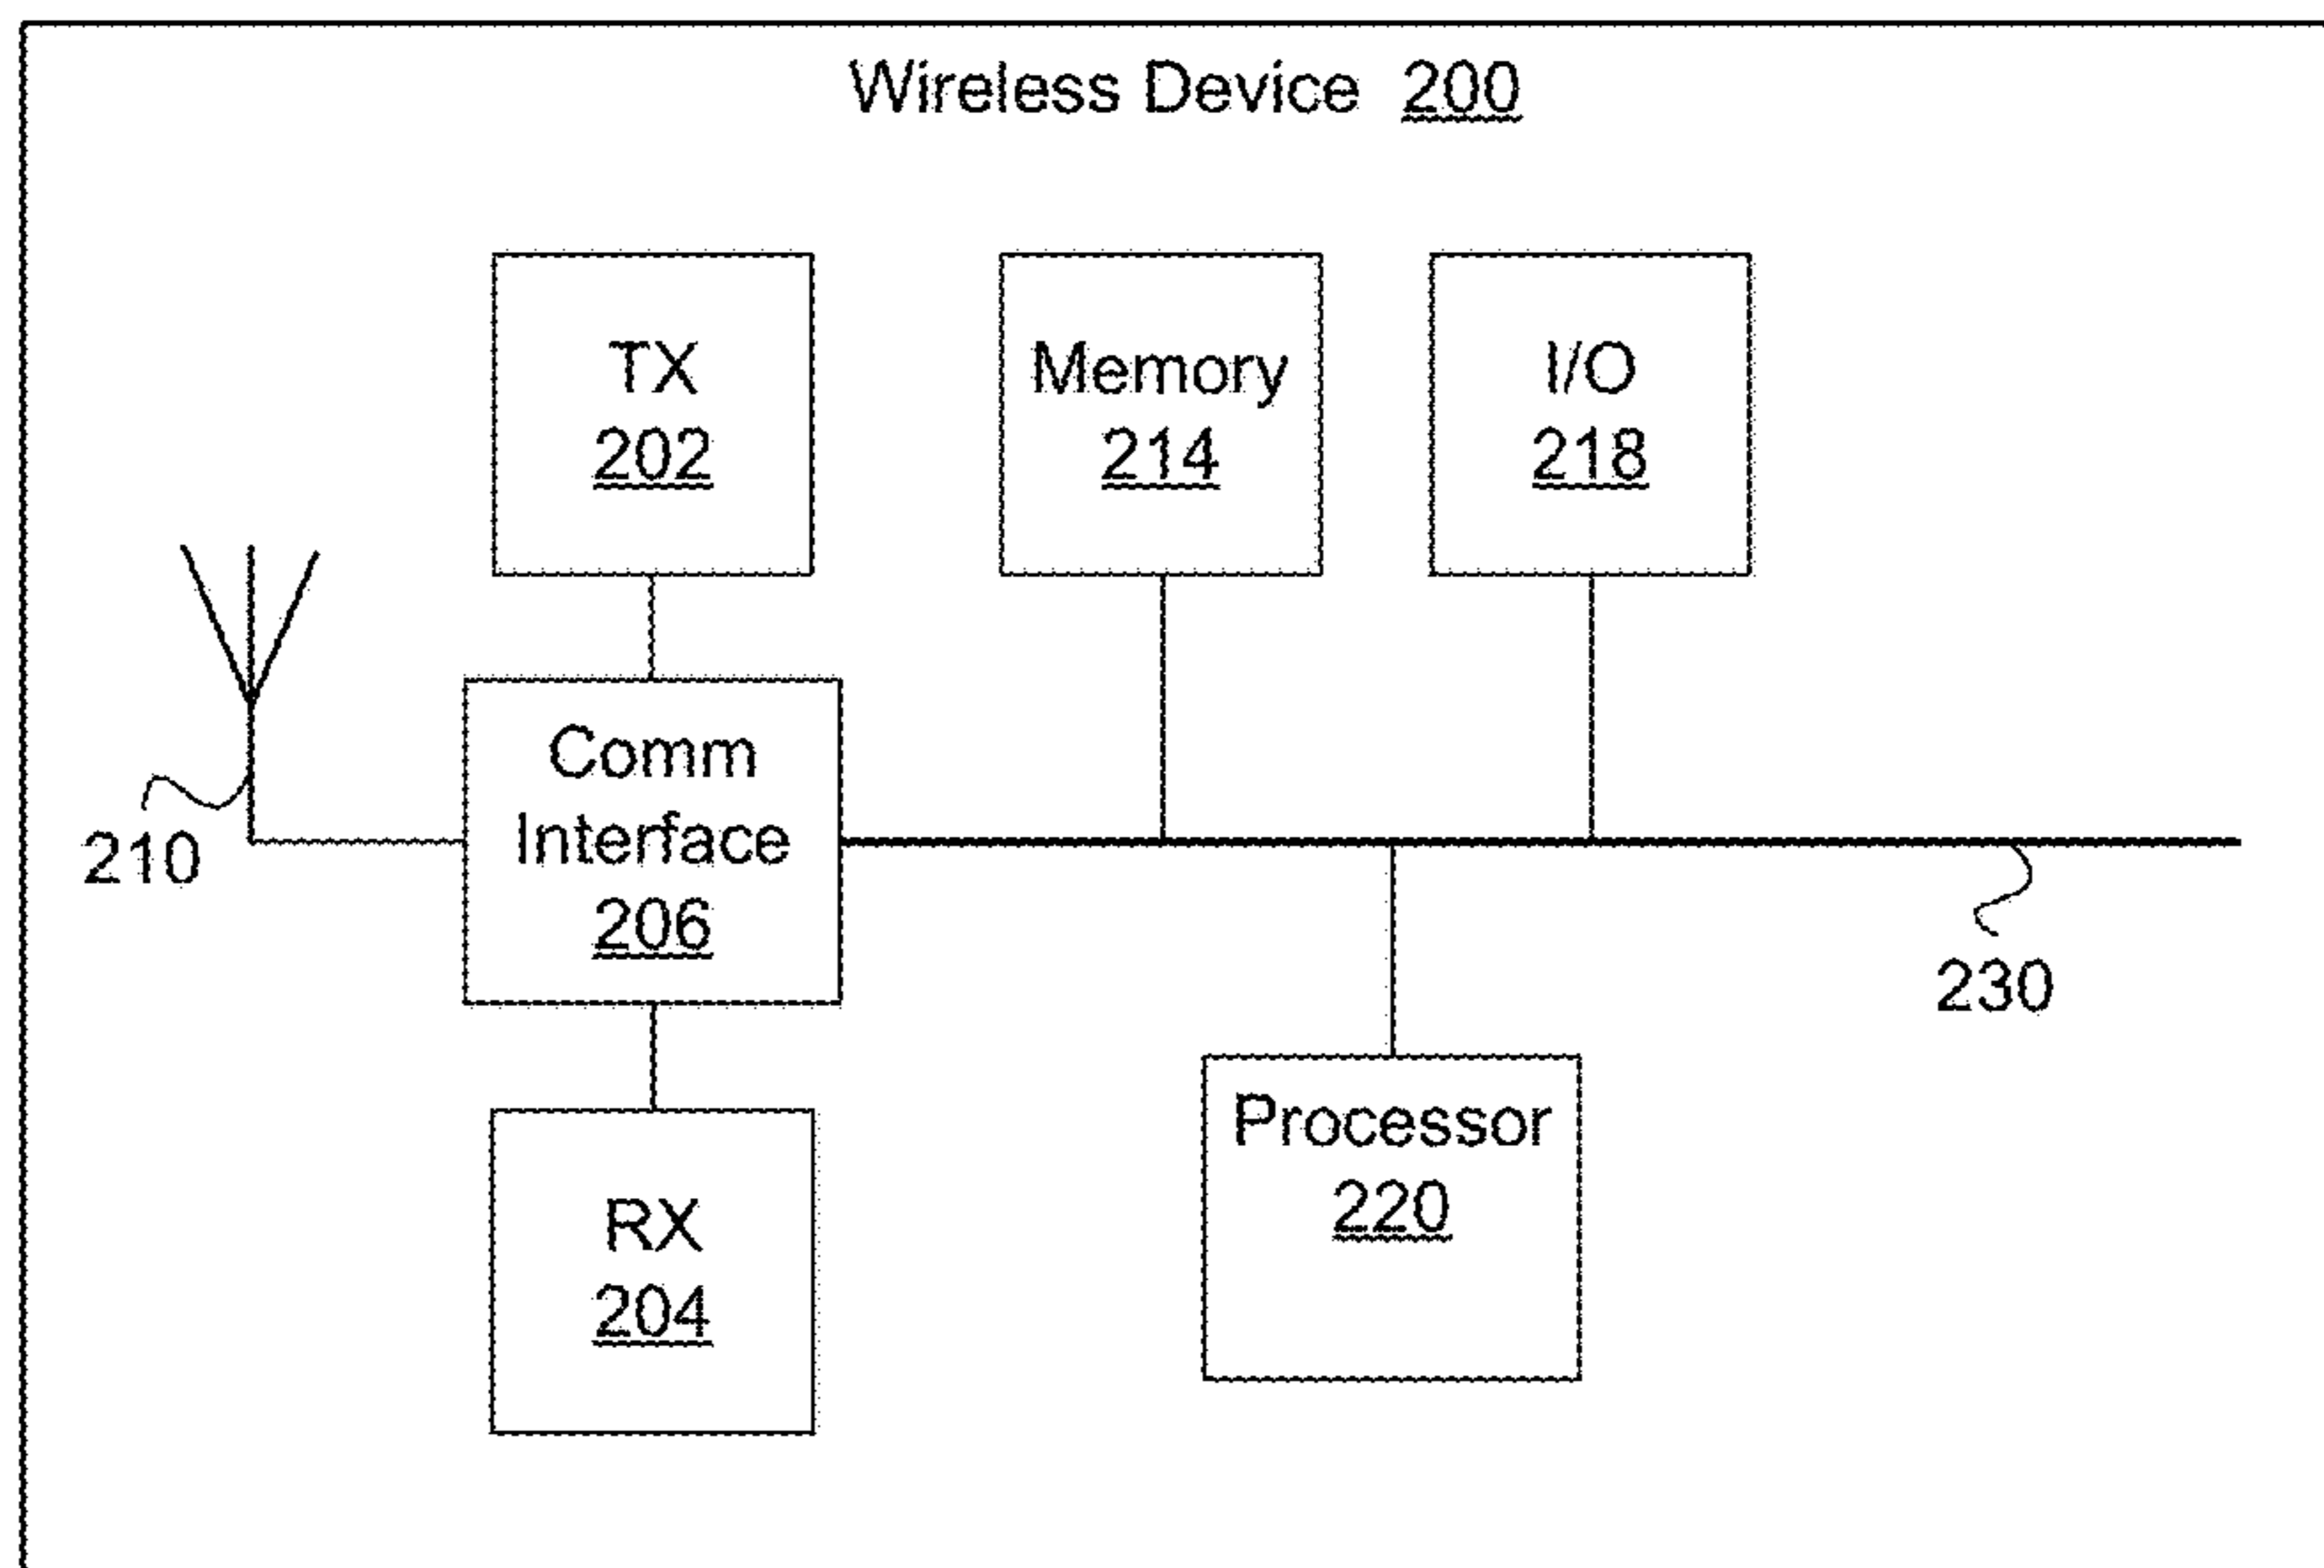 Wireless Device 200
TX
202
Memory
214
I/O
218
Comm
Interface
206
210
230
Processor
220
RX
204